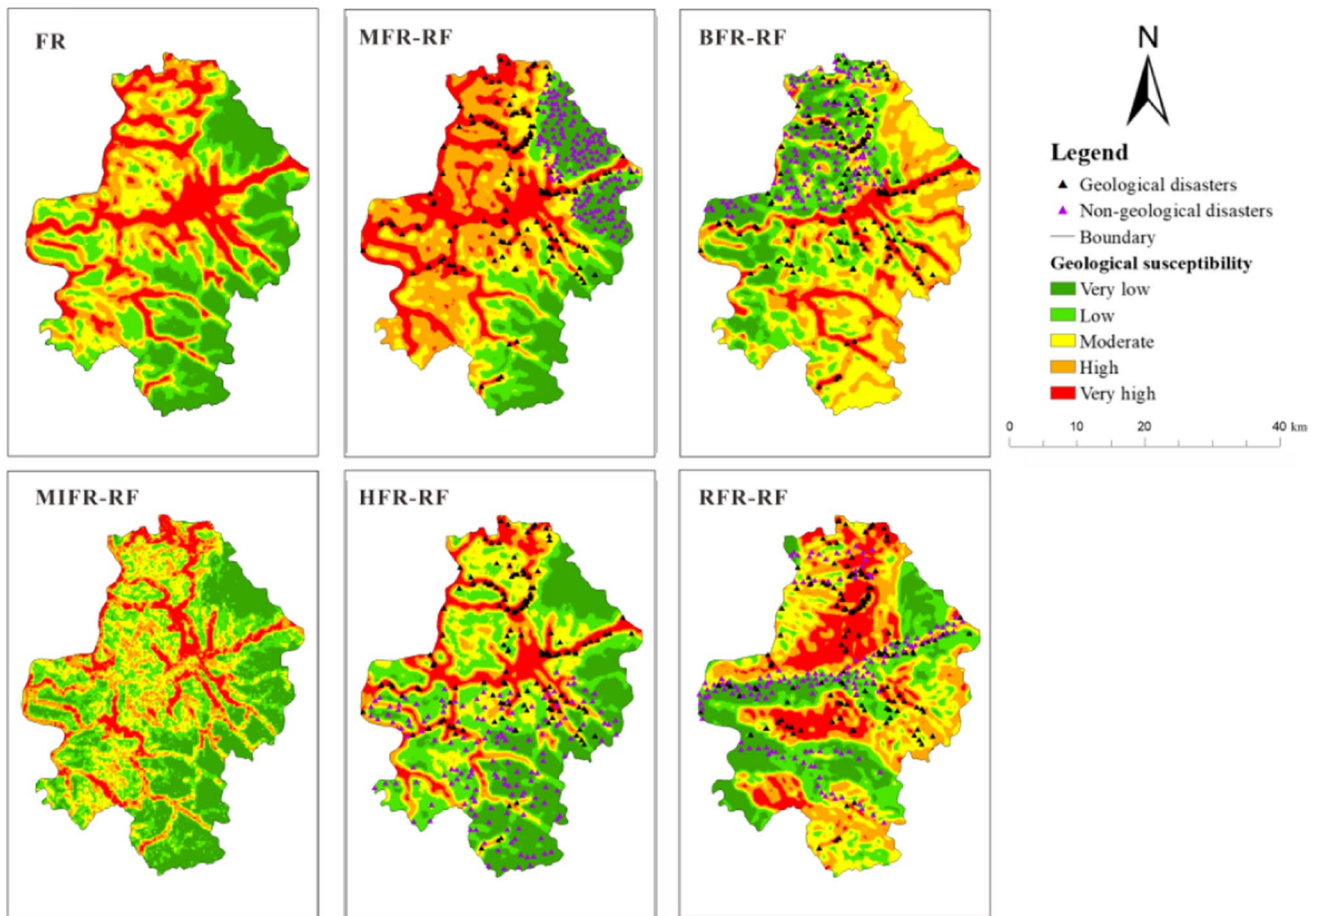 FR
MFR-RF
BFR-RF
N
Legend
Geological disasters
Non-geological disasters
Boundary
Geological susceptibility
Very low
Low
Moderate
High
Very high
0 10 20 40 km
MIFR-RF
HFR-RF
RFR-RF